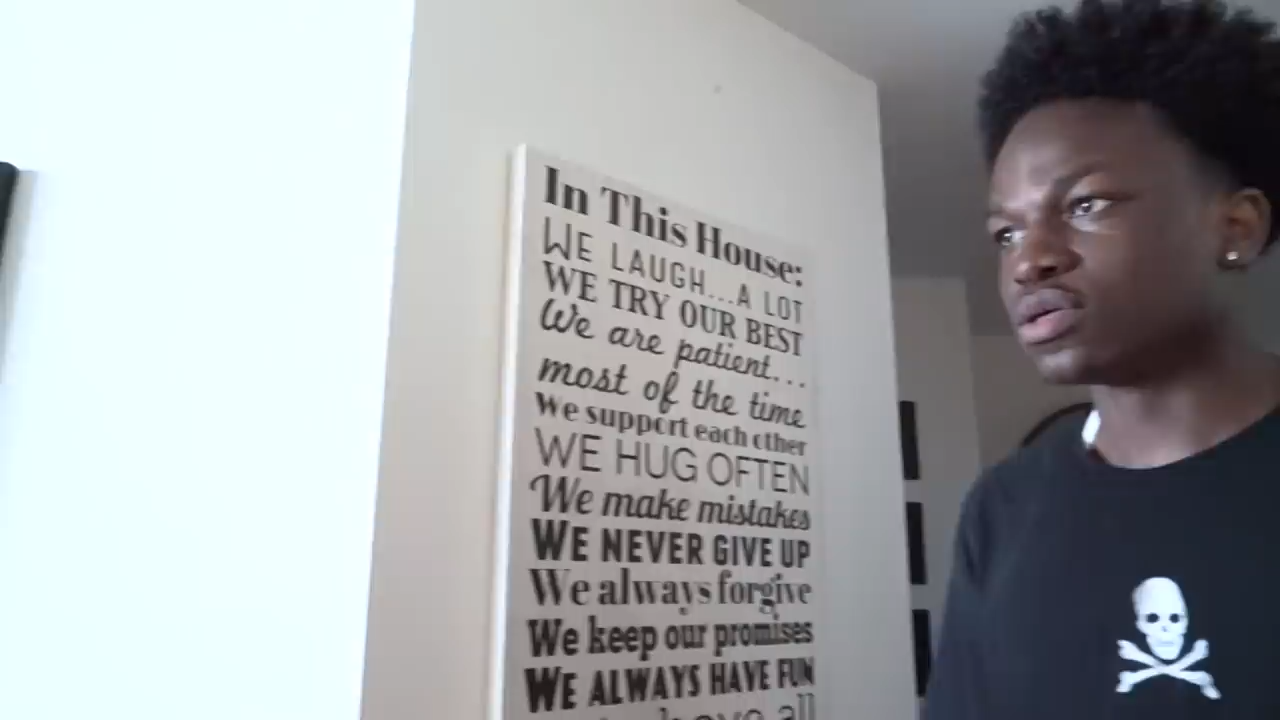 In This House:
WE LAUGH...A LOT
WE TRY OUR BEST
We are patient...
most of the time
We support each other
WE HUG OFTEN
We make mistakes
WE NEVER GIVE UP
We always forgive
We keep our promises
WE ALWAYS HAVE FUN
have all